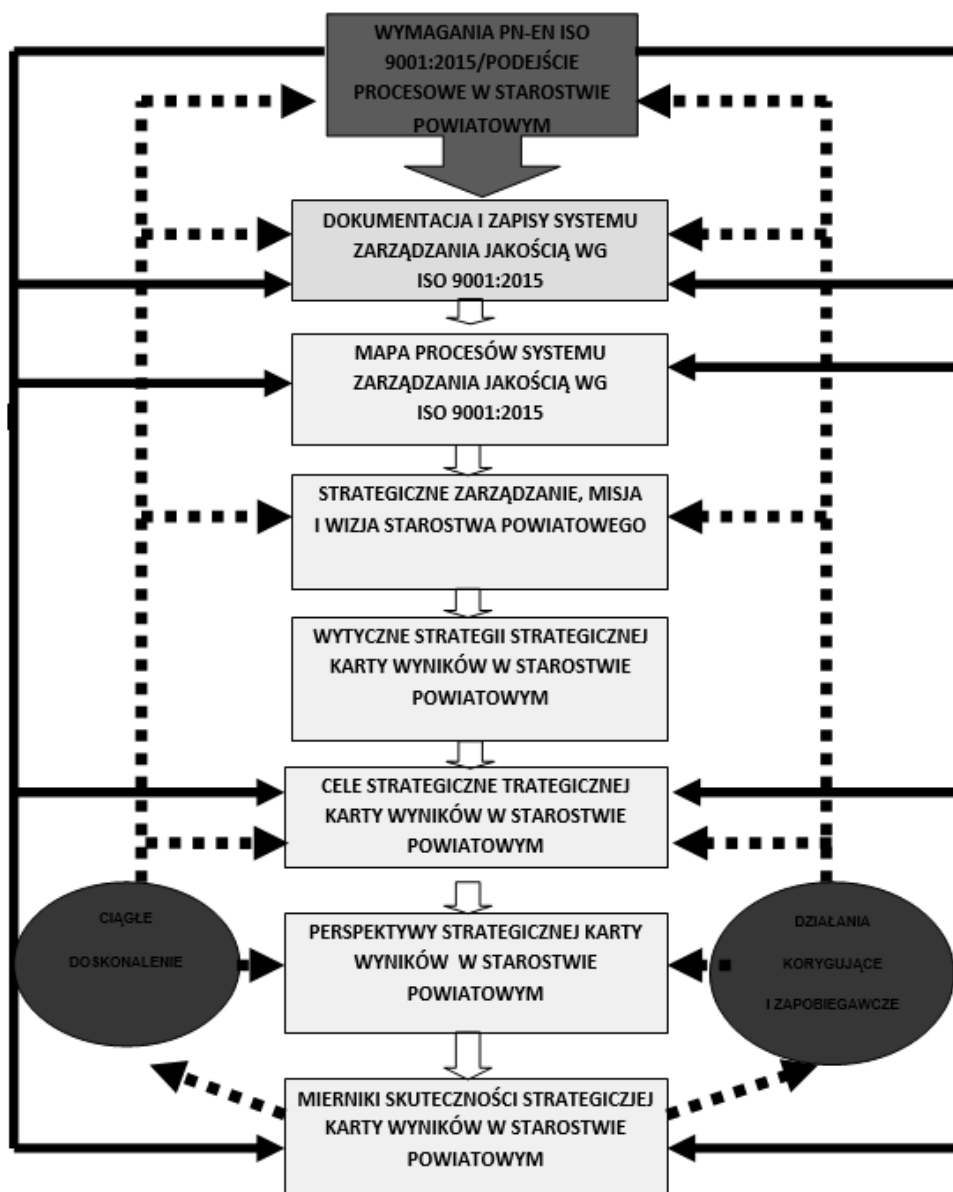 WYMAGANIA PN-EN ISO
9001:2015/PODEJŚCIE
PROCESOWE W STAROSTWIE
POWIATOWYM
DOKUMENTACJA I ZAPISY SYSTEMU
ZARZĄDZANIA JAKOŚCIĄ WG
ISO 9001:2015
MAPA PROCESÓW SYSTEMU
ZARZĄDZANIA JAKOŚCIĄ WG
ISO 9001:2015
STRATEGICZNE ZARZĄDZANIE, MISJA
I WIZJA STAROSTWA POWIATOWEGO
WYTYCZNE STRATEGII STRATEGICZNEJ
KARTY WYNIKÓW W STAROSTWIE
POWIATOWYM
CELE STRATEGICZNE TRATEGICZNEJ
KARTY WYNIKÓW W STAROSTWIE
POWIATOWYM
CIĄGŁE
DOSKONALENIE
PERSPEKTYWY STRATEGICZNEJ KARTY
WYNIKÓW W STAROSTWIE
POWIATOWYM
DZIAŁANIA
KORYGUJĄCE
I ZAPOBIEGAWCZE
MIERNIKI SKUTECZNOŚCI STRATEGICZJEJ
KARTY WYNIKÓW W STAROSTWIE
POWIATOWYM